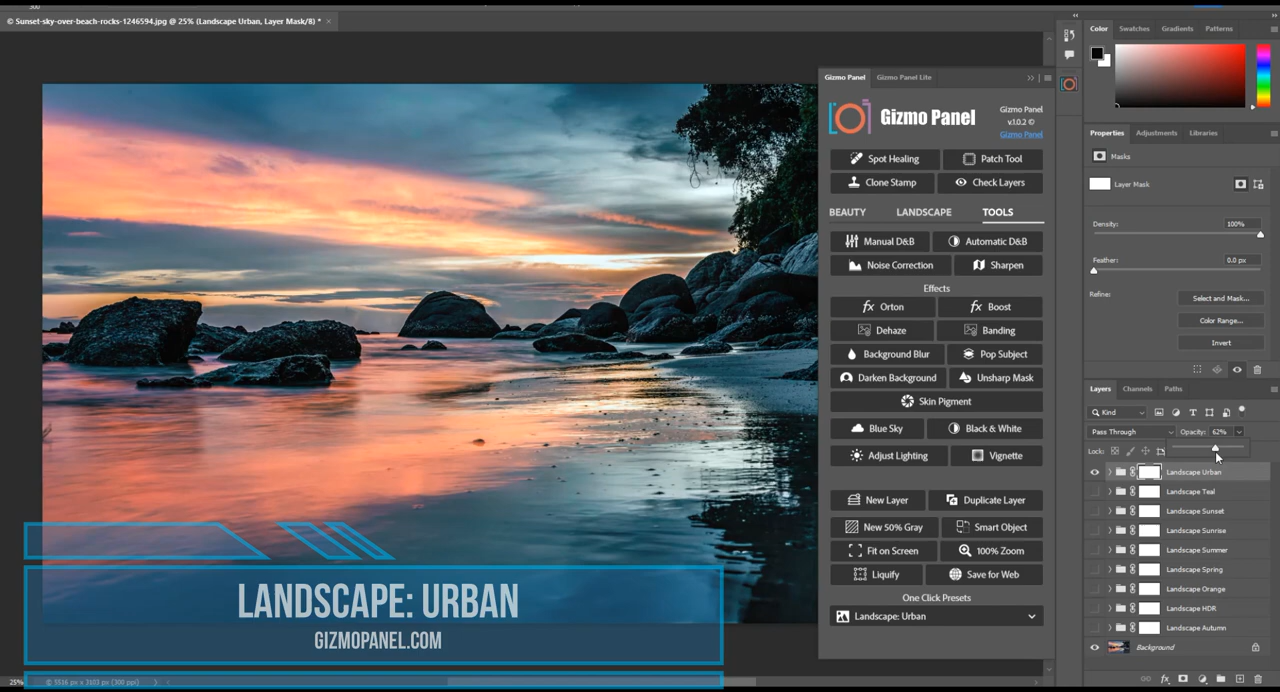 300
© Sunset-sky-over-beach-rocks-1246594.jpg @ 25% (Landscape Urban, Layer Mask/8) * ×
Gizmo Panel Gizmo Panel Lite
Gizmo Panel
Gizmo Panel
v.1.0.2 ©
Gizmo Panel
Spot Healing Patch Tool
Clone Stamp Check Layers
BEAUTY LANDSCAPE TOOLS
Manual D&B Automatic D&B
Noise Correction Sharpen
Effects
fx Orton fx Boost
Dehaze Banding
Background Blur Pop Subject
Darken Background Unsharp Mask
Skin Pigment
Blue Sky Black & White
Adjust Lighting Vignette
New Layer Duplicate Layer
New 50% Gray Smart Object
Fit on Screen 100% Zoom
Liquify Save for Web
One Click Presets
Landscape: Urban
Color Swatches Gradients Patterns
Properties Adjustments Libraries
Masks
Layer Mask
Density: 100%
Feather: 0.0 px
Refine: Select and Mask...
Color Range...
Invert
Layers Channels Paths
Kind
Pass Through Opacity: 62%
Lock:
Landscape Urban
Landscape Teal
Landscape Sunset
Landscape Sunrise
Landscape Summer
Landscape Spring
Landscape Orange
Landscape HDR
Landscape Autumn
Background
fx
LANDSCAPE: URBAN
GIZMOPANEL.COM
25% © 5516 px x 3103 px (300 ppi)